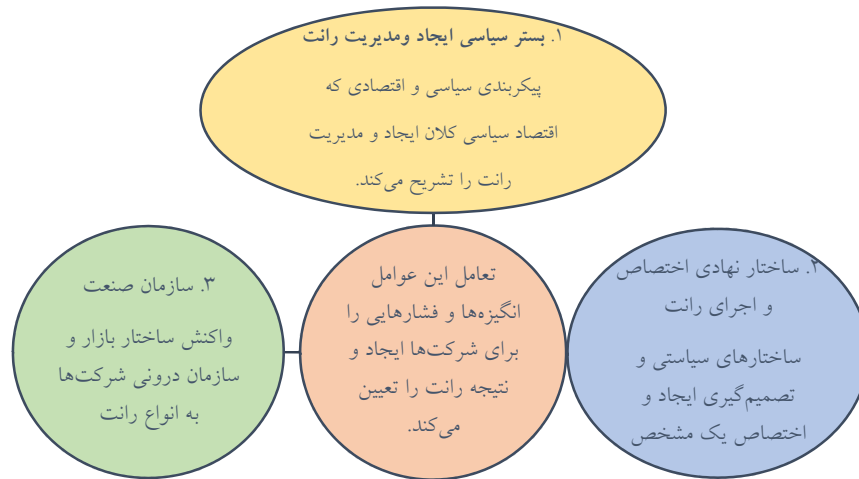 ۱. بستر سیاسی ایجاد ومدیریت رانت
پیکربندی سیاسی و اقتصادی که
اقتصاد سیاسی کلان ایجاد و مدیریت
رانت را تشریح می‌کند.
۲. ساختار نهادی اختصاص
و اجرای رانت
ساختارهای سیاستی و
تصمیم‌گیری ایجاد و
اختصاص یک مشخص
تعامل این عوامل
انگیزه‌ها و فشارهایی را
برای شرکت‌ها ایجاد و
نتیجه رانت را تعیین
می‌کند.
۳. سازمان صنعت
واکنش ساختار بازار و
سازمان درونی شرکت‌ها
به انواع رانت